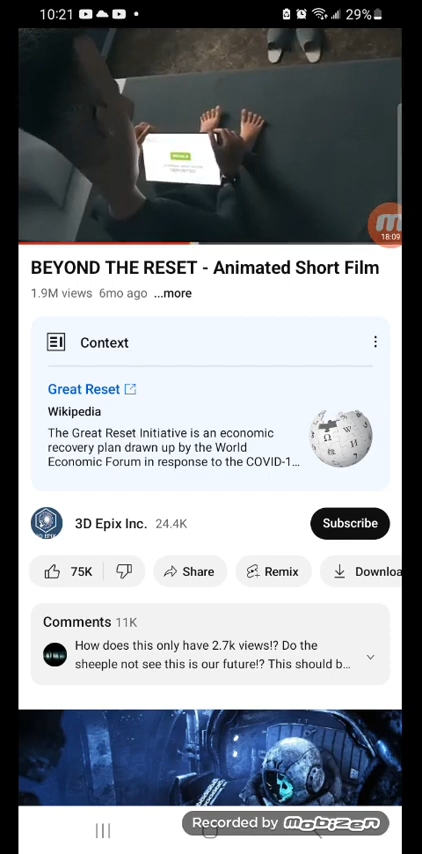 10:21
29%
18:09
BEYOND THE RESET - Animated Short Film
1.9M views 6mo ago ...more
Context
Great Reset
Wikipedia
The Great Reset Initiative is an economic
recovery plan drawn up by the World
Economic Forum in response to the COVID-1...
3D Epix Inc. 24.4K
Subscribe
75K
Share
Remix
Downloa
Comments 11K
How does this only have 2.7k views!? Do the
sheeple not see this is our future!? This should b...
Recorded by MOBIZEN